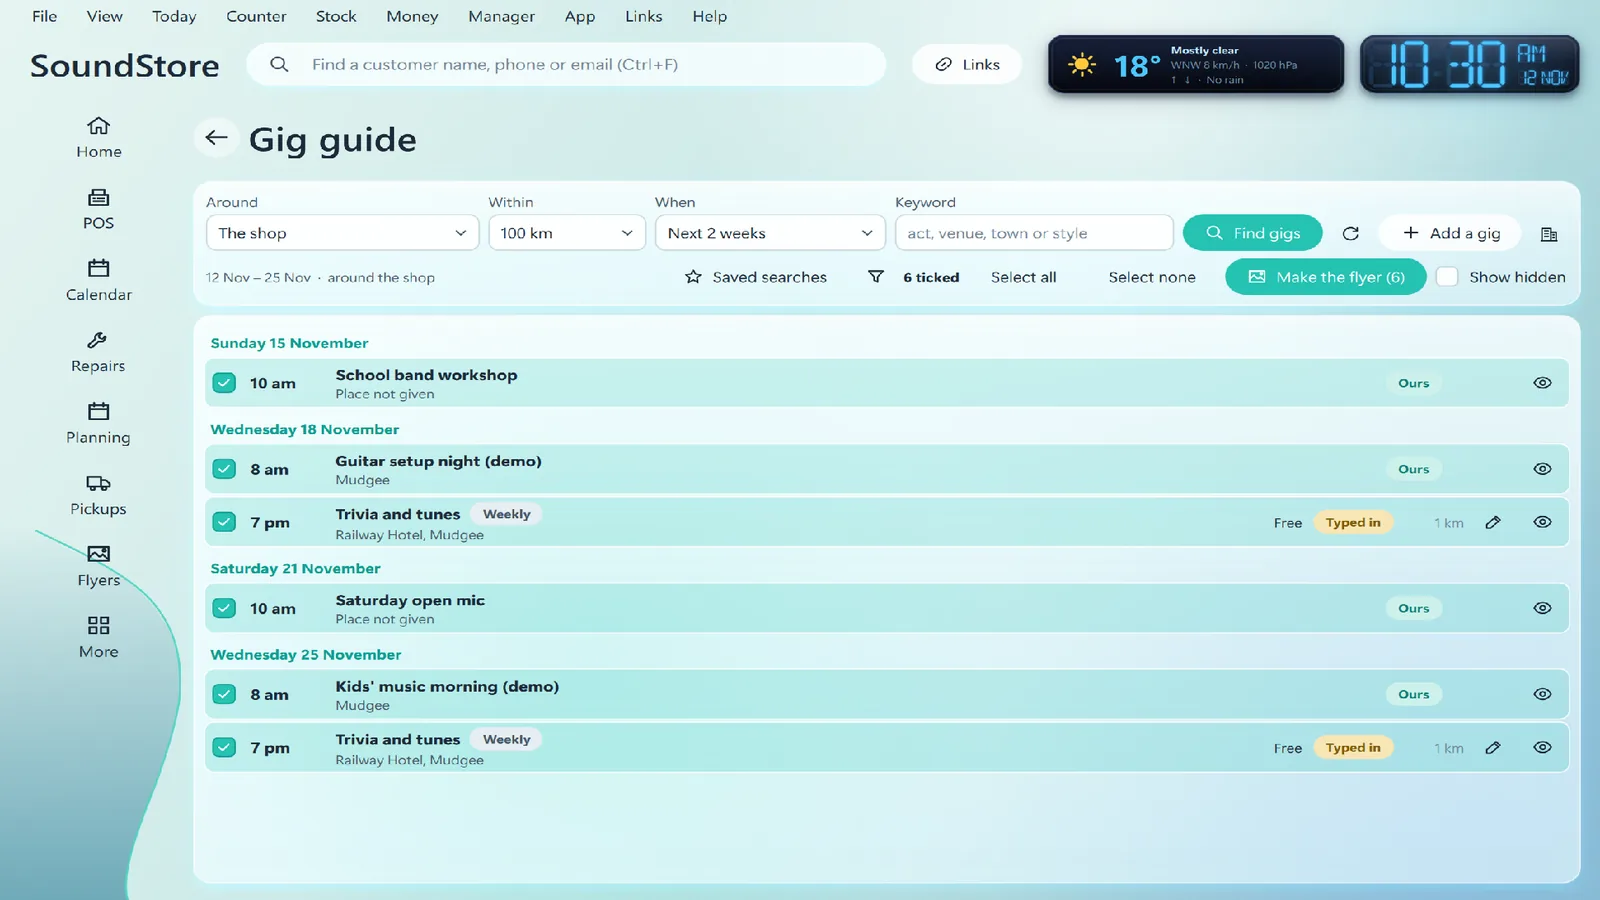 File View Today Counter Stock Money Manager App Links Help
SoundStore
Find a customer name, phone or email (Ctrl+F)
Links
18°
Mostly clear
WNW 8 km/h · 1020 hPa
↑ ↓ · No rain
10:30 AM
12 NOV
Home
POS
Calendar
Repairs
Planning
Pickups
Flyers
More
Gig guide
Around
Within
When
Keyword
The shop
100 km
Next 2 weeks
act, venue, town or style
Find gigs
Add a gig
12 Nov – 25 Nov · around the shop
Saved searches
6 ticked
Select all
Select none
Make the flyer (6)
Show hidden
Sunday 15 November
10 am
School band workshop
Place not given
Ours
Wednesday 18 November
8 am
Guitar setup night (demo)
Mudgee
Ours
7 pm
Trivia and tunes Weekly
Railway Hotel, Mudgee
Free Typed in 1 km
Saturday 21 November
10 am
Saturday open mic
Place not given
Ours
Wednesday 25 November
8 am
Kids' music morning (demo)
Mudgee
Ours
7 pm
Trivia and tunes Weekly
Railway Hotel, Mudgee
Free Typed in 1 km